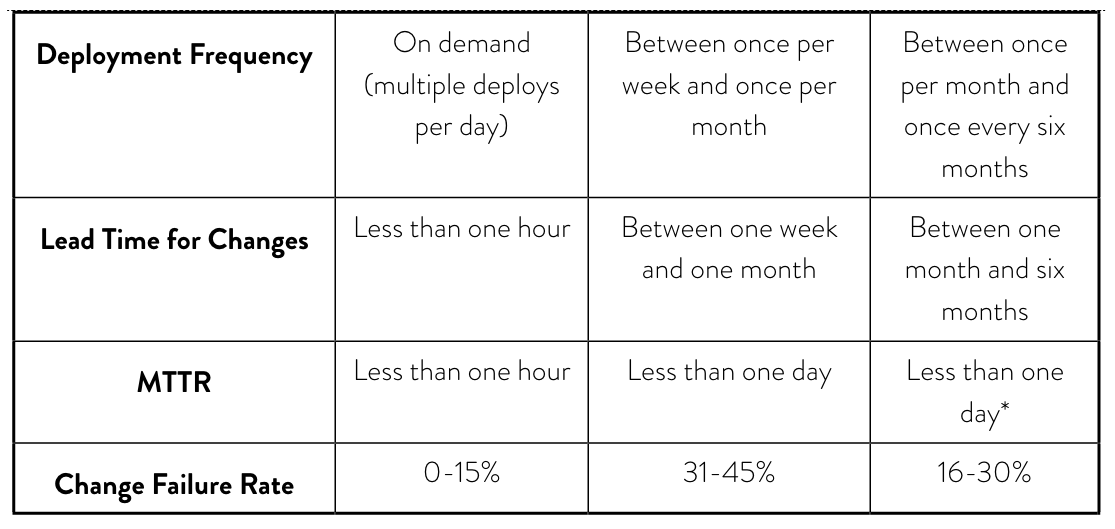 Deployment Frequency
On demand
(multiple deploys
per day)
Between once per
week and once per
month
Between once
per month and
once every six
months
Lead Time for Changes
Less than one hour
Between one week
and one month
Between one
month and six
months
MTTR
Less than one hour
Less than one day
Less than one
day*
Change Failure Rate
0-15%
31-45%
16-30%